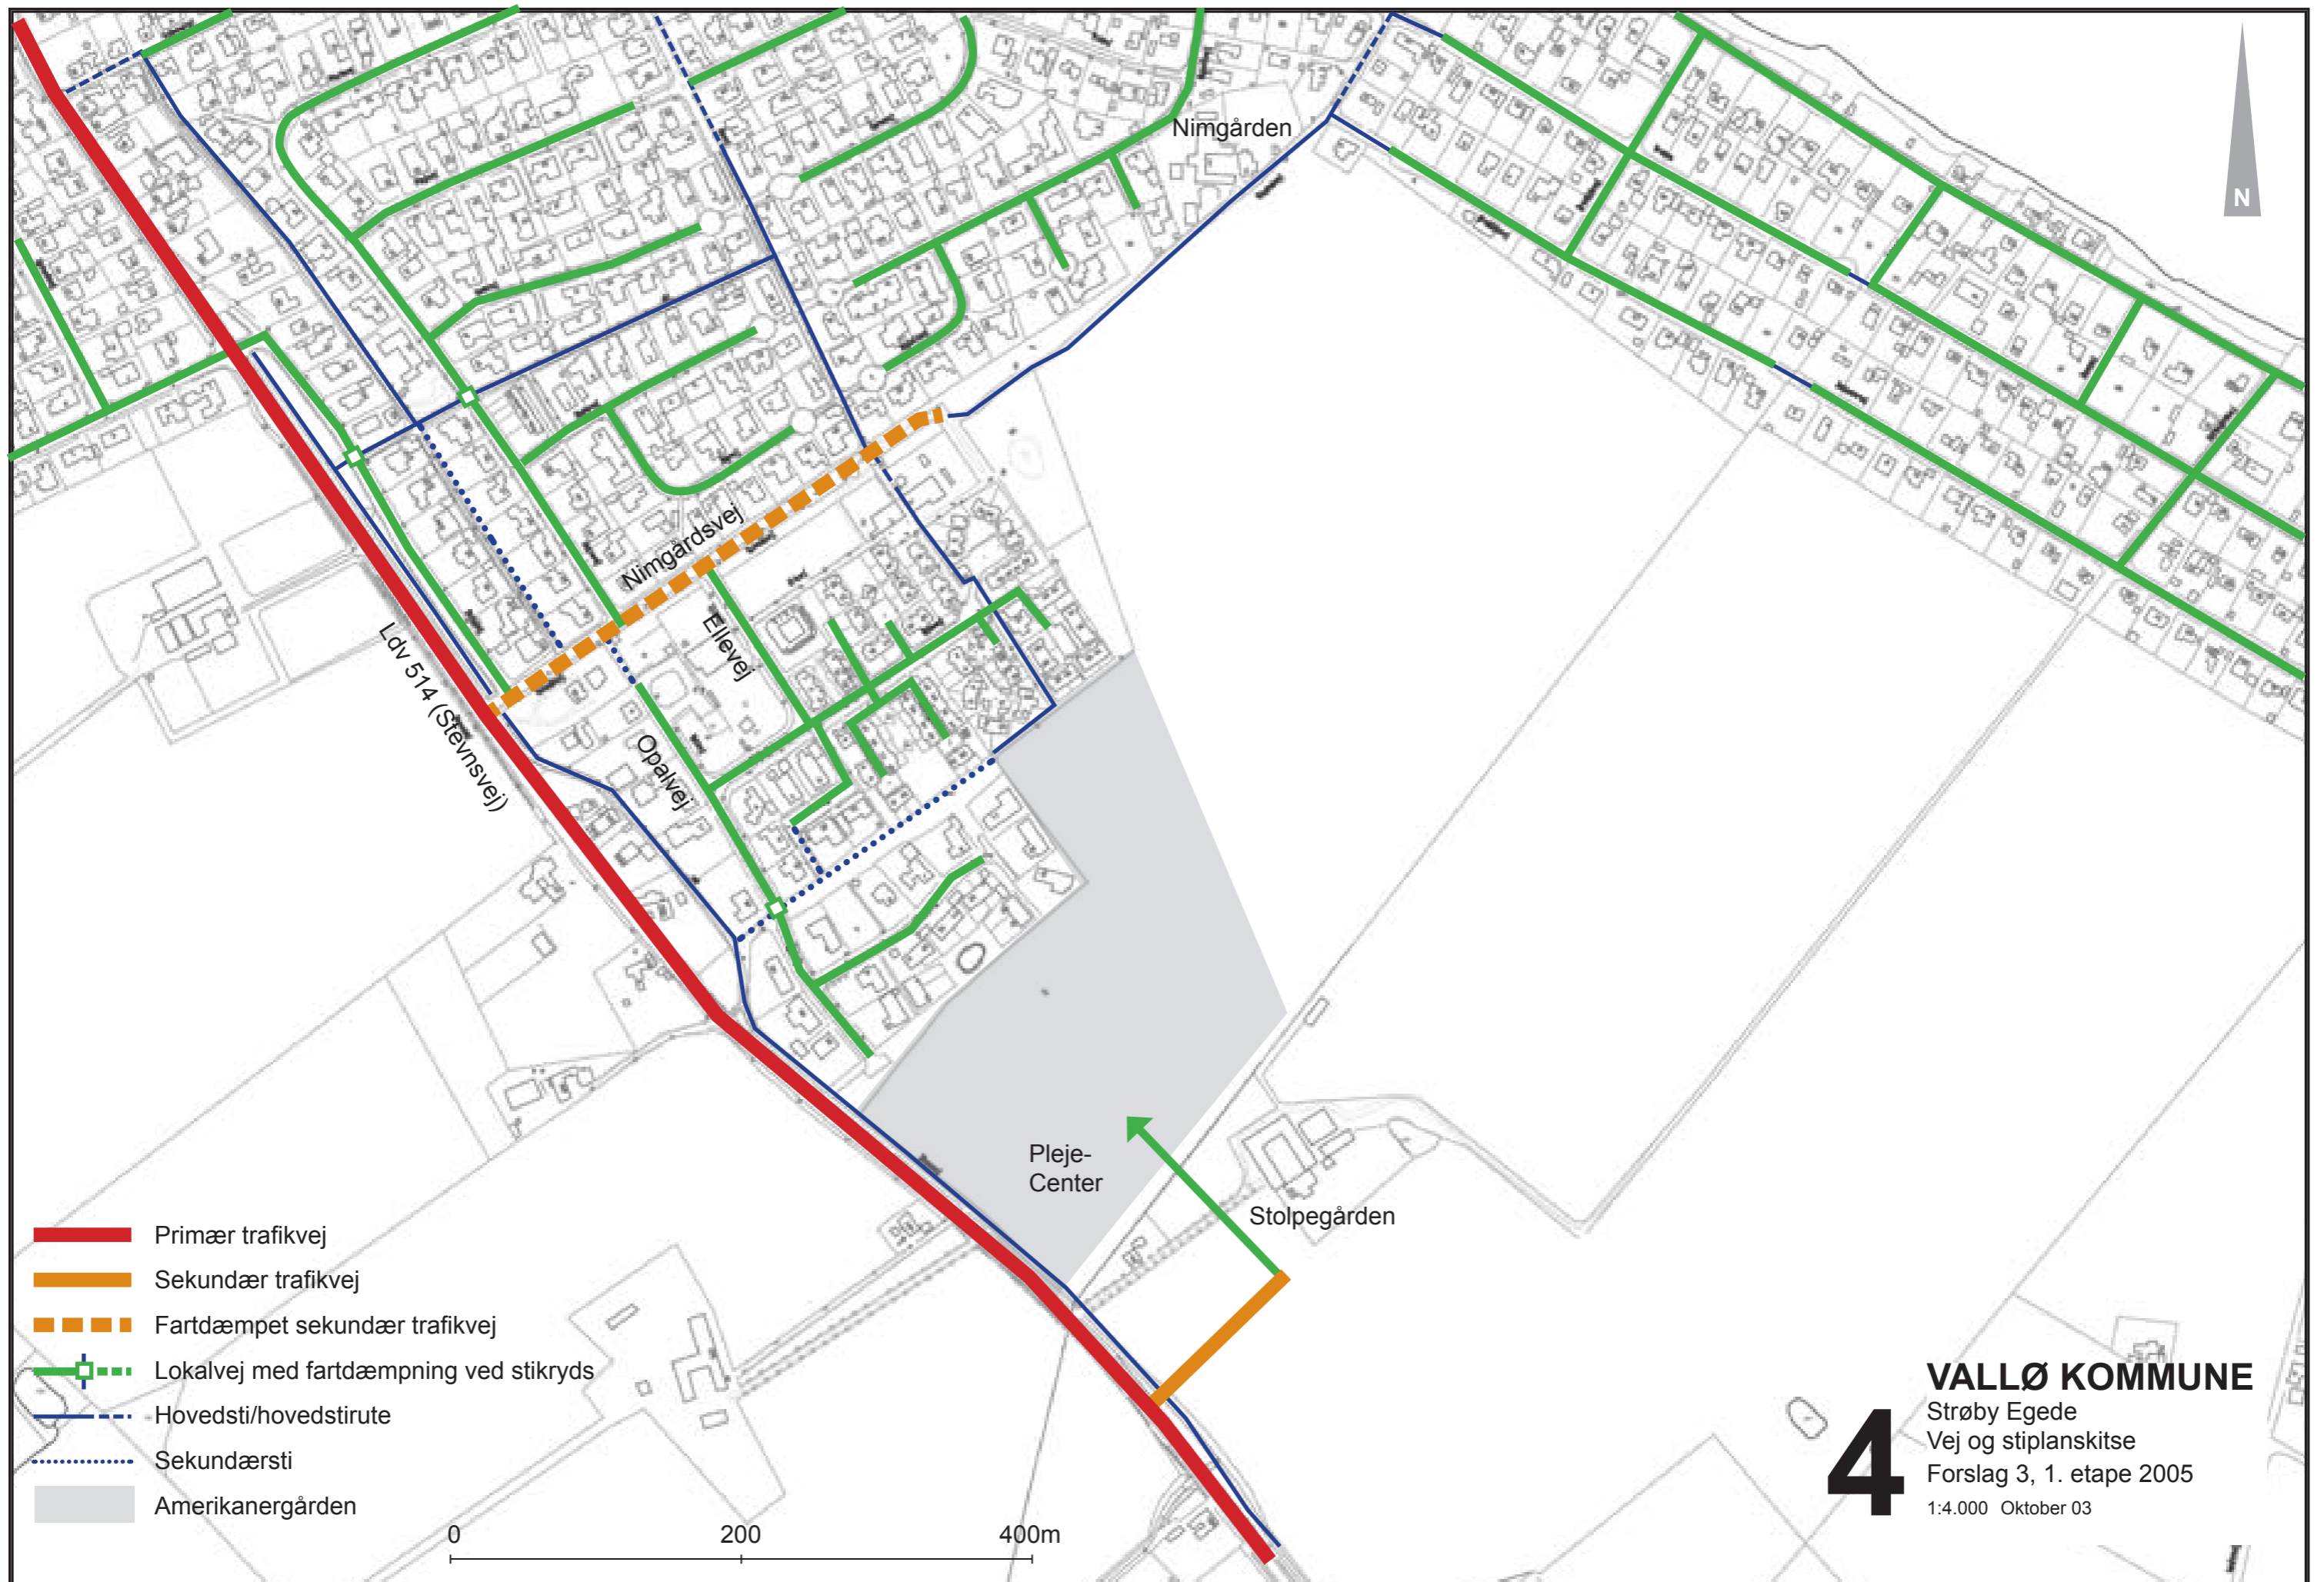 Nimgården
N
Nimgårdsvej
Ellevej
Ldv 514 (Stevnsvej)
Opalvej
Pleje-
Center
Stolpegården
Primær trafikvej
Sekundær trafikvej
Fartdæmpet sekundær trafikvej
Lokalvej med fartdæmpning ved stikryds
Hovedsti/hovedstirute
Sekundærsti
Amerikanergården
0 200 400m
VALLØ KOMMUNE
4
Strøby Egede
Vej og stiplanskitse
Forslag 3, 1. etape 2005
1:4.000 Oktober 03